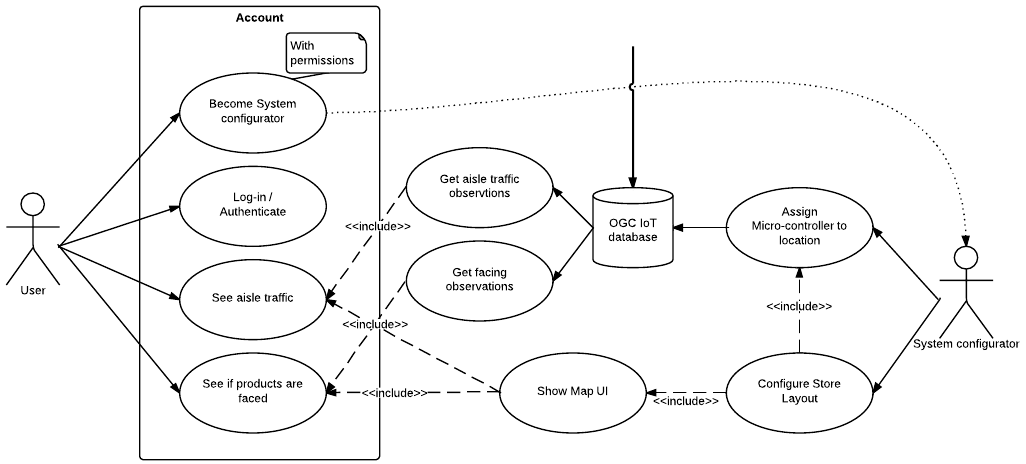 Account
With
permissions
Become System
configurator
Log-in /
Authenticate
See aisle traffic
See if products are
faced
User
Get aisle traffic
observtions
Get facing
observations
<<include>>
<<include>>
<<include>>
OGC IoT
database
Assign
Micro-controller to
location
<<include>>
System configurator
Show Map UI
<<include>>
Configure Store
Layout